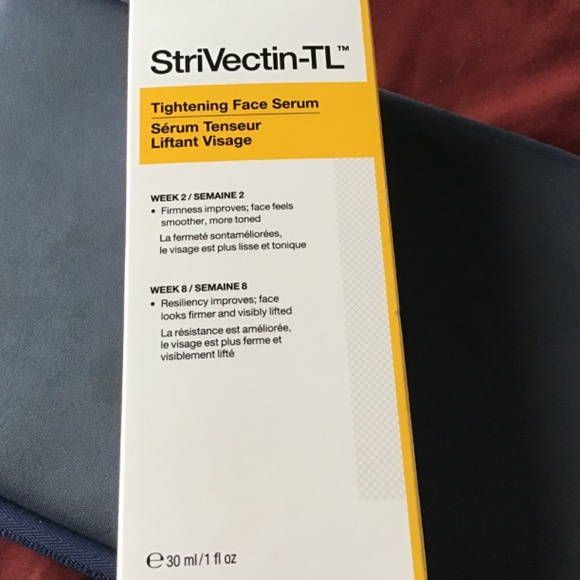 StriVectin-TL™
Tightening Face Serum
Sérum Tenseur
Liftant Visage
WEEK 2 / SEMAINE 2
• Firmness improves; face feels
smoother, more toned
La fermeté sontaméliorées,
le visage est plus lisse et tonique
WEEK 8 / SEMAINE 8
• Resiliency improves; face
looks firmer and visibly lifted
La résistance est améliorée,
le visage est plus ferme et
visiblement lifté
℮ 30 ml/1 fl oz